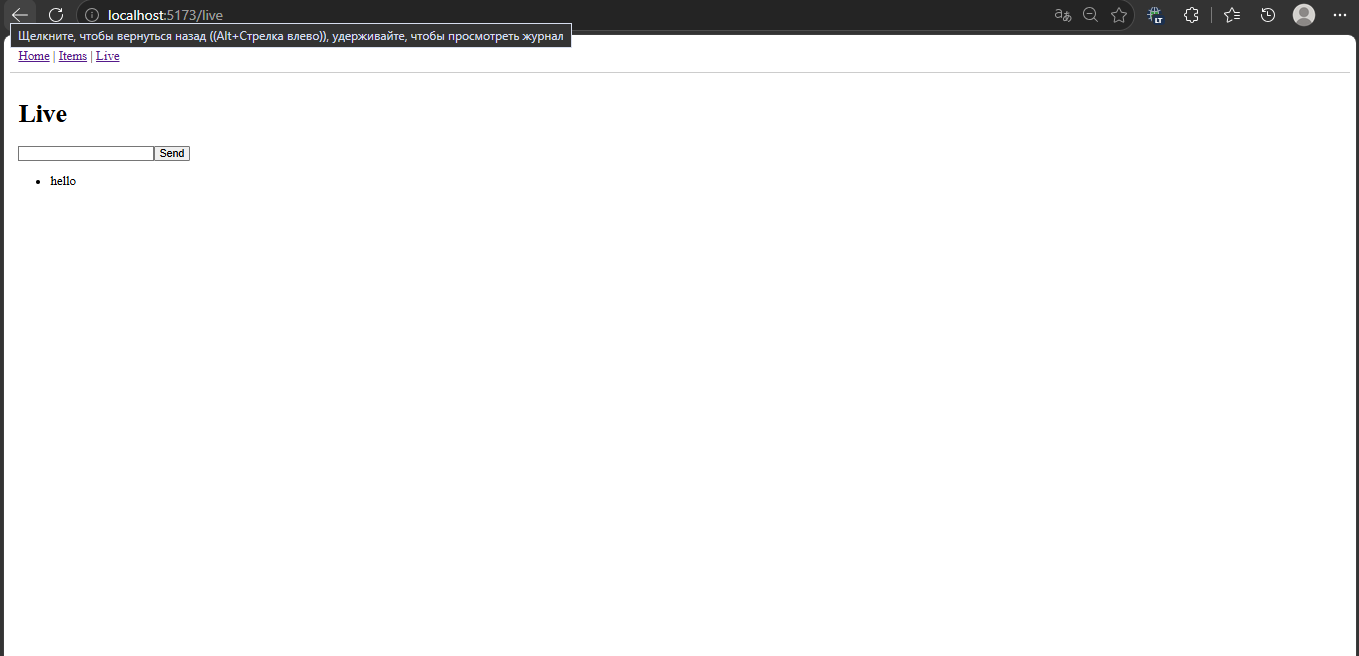 localhost:5173/live
Щелкните, чтобы вернуться назад ((Alt+Стрелка влево)), удерживайте, чтобы просмотреть журнал
Home | Items | Live
Live
Send
hello